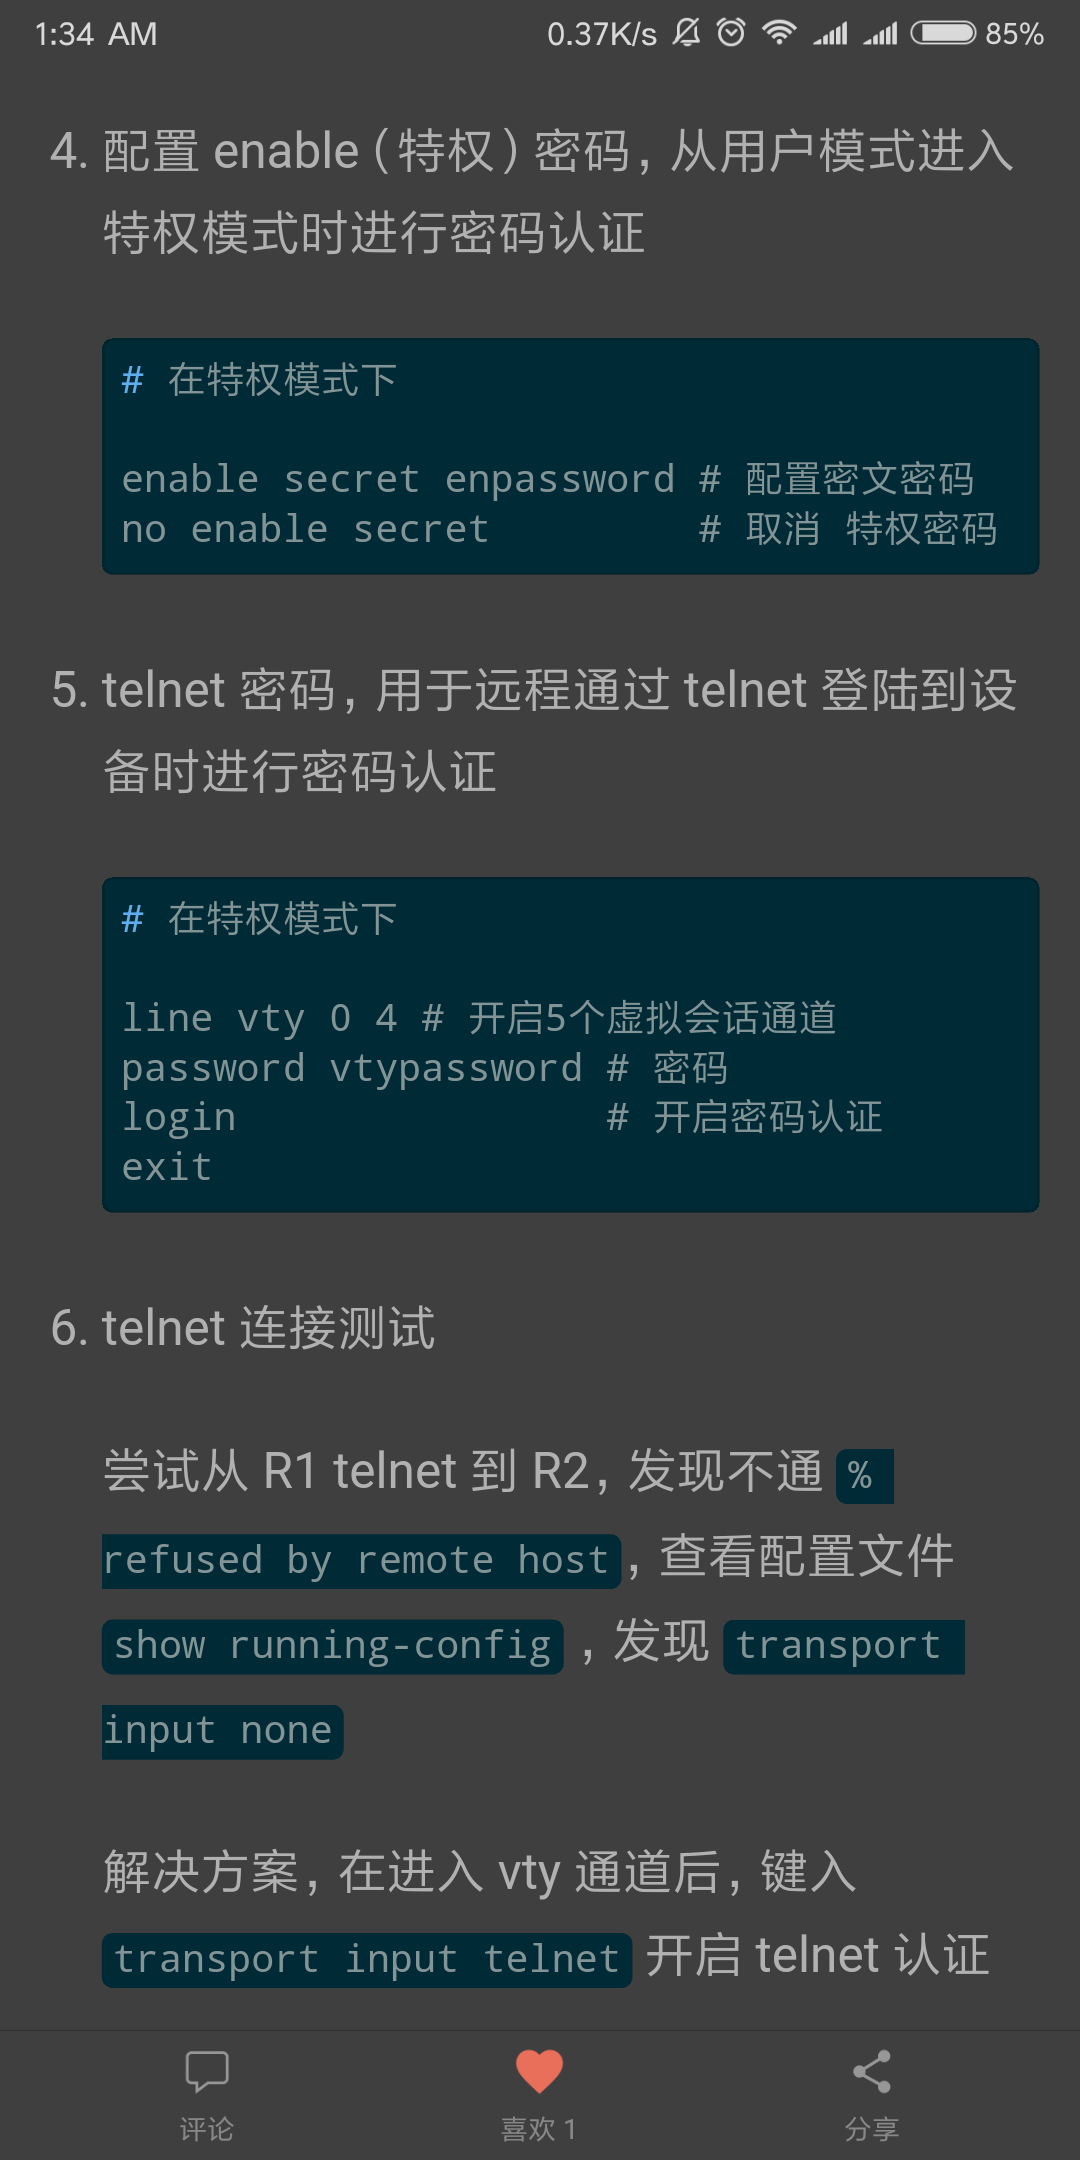 1:34 AM 0.37K/s 85%
4. 配置 enable（特权）密码，从用户模式进入
特权模式时进行密码认证
# 在特权模式下
enable secret enpassword # 配置密文密码
no enable secret         # 取消 特权密码
5. telnet 密码，用于远程通过 telnet 登陆到设
备时进行密码认证
# 在特权模式下
line vty 0 4 # 开启5个虚拟会话通道
password vtypassword # 密码
login                # 开启密码认证
exit
6. telnet 连接测试
尝试从 R1 telnet 到 R2，发现不通 %
refused by remote host，查看配置文件
show running-config ，发现 transport
input none
解决方案，在进入 vty 通道后，键入
transport input telnet 开启 telnet 认证
评论 喜欢 1 分享